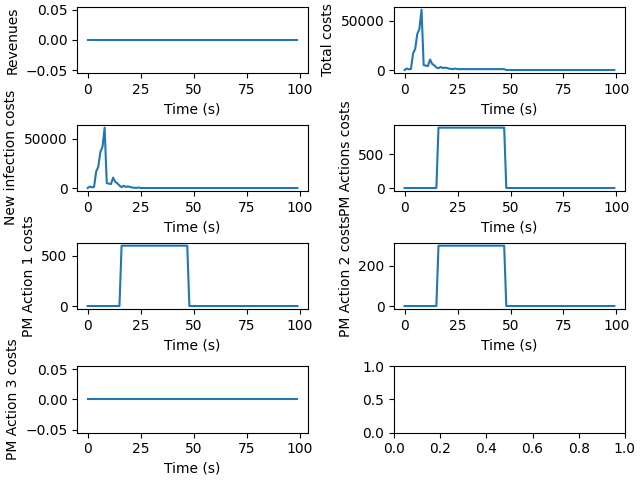 Revenues
0.05
0.00
−0.05
0 25 50 75 100
Time (s)
Total costs
50000
0
0 25 50 75 100
Time (s)
New infection costs
50000
0
0 25 50 75 100
Time (s)
PM Actions costs
500
0
0 25 50 75 100
Time (s)
PM Action 1 costs
500
0
0 25 50 75 100
Time (s)
PM Action 2 costs
200
0
0 25 50 75 100
Time (s)
PM Action 3 costs
0.05
0.00
−0.05
0 25 50 75 100
Time (s)
1.0
0.5
0.0
0.0 0.2 0.4 0.6 0.8 1.0